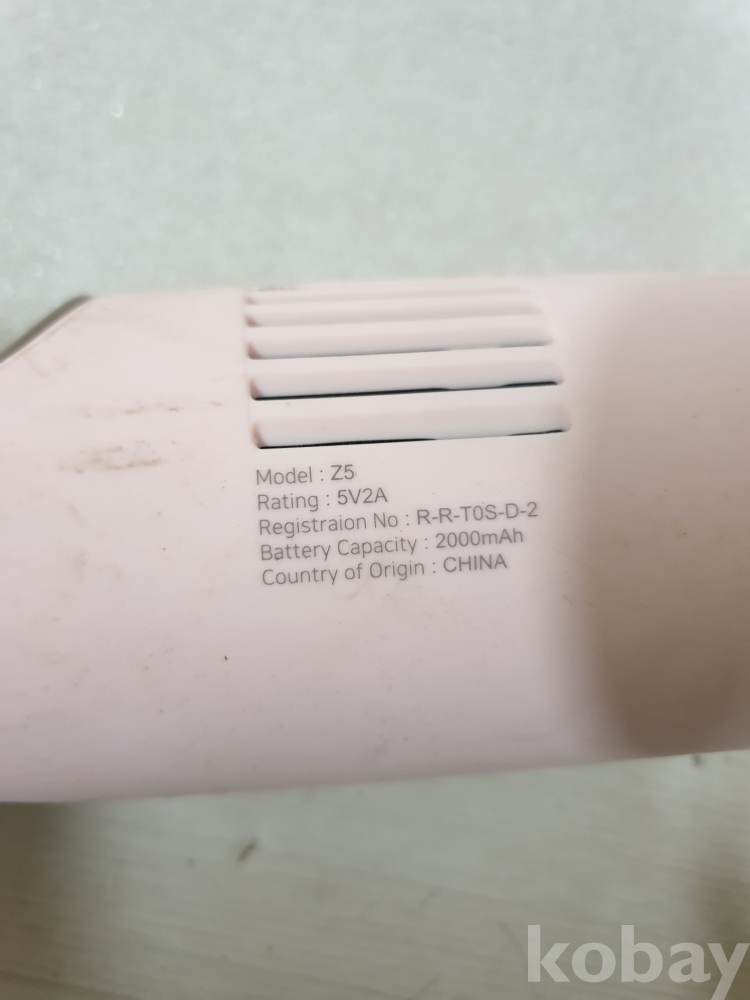 Model : Z5
Rating : 5V2A
Registraion No : R-R-T0S-D-2
Battery Capacity : 2000mAh
Country of Origin : CHINA
kobay